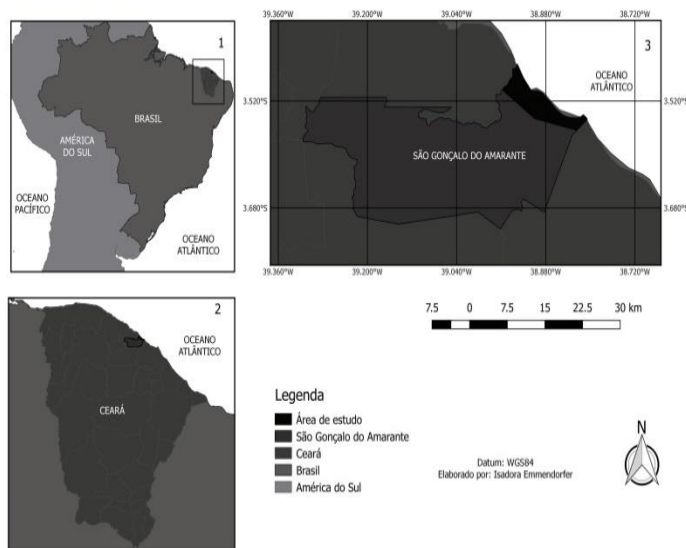 1
BRASIL
AMÉRICA
DO SUL
OCEANO
PACÍFICO
OCEANO
ATLÂNTICO
39.360°W 39.200°W 39.040°W 38.880°W 38.720°W
3
OCEANO
ATLÂNTICO
3.520°S 3.520°S
SÃO GONÇALO DO AMARANTE
3.680°S 3.680°S
39.360°W 39.200°W 39.040°W 38.880°W 38.720°W
2
OCEANO
ATLÂNTICO
CEARÁ
7.5 0 7.5 15 22.5 30 km
Legenda
Área de estudo
São Gonçalo do Amarante
Ceará
Brasil
América do Sul
Datum: WGS84
Elaborado por: Isadora Emmendorfer
N